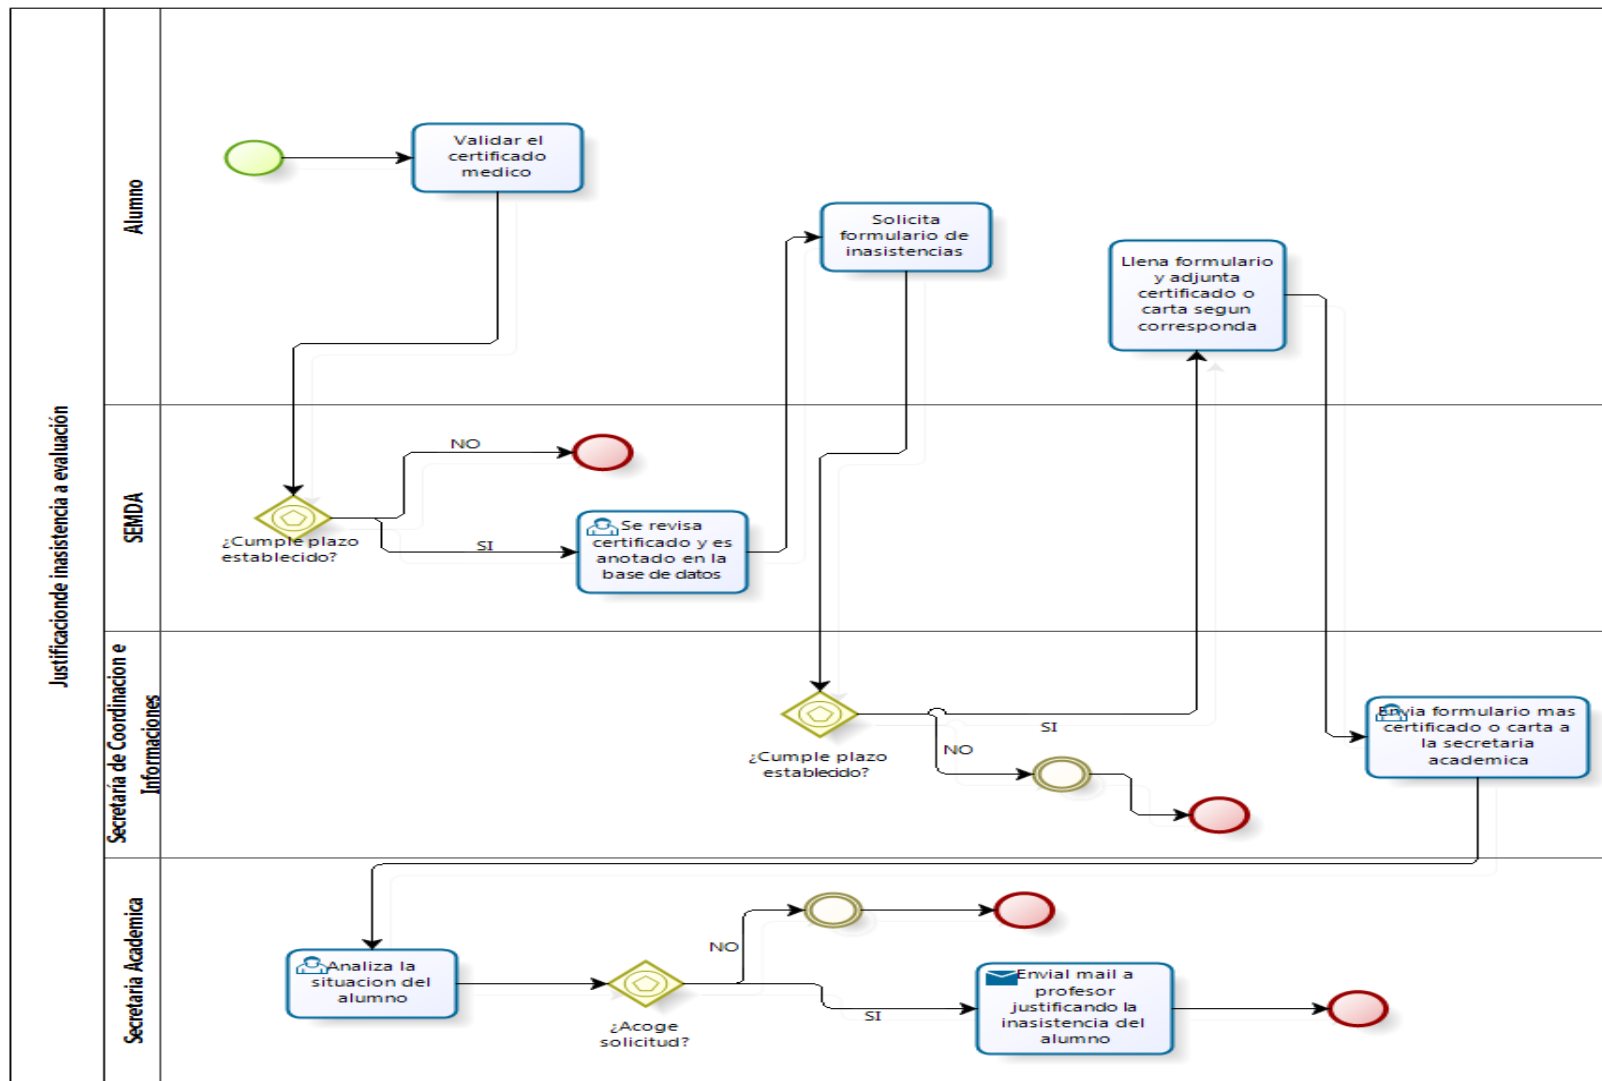 Justificacionde inasistencia a evaluación
Alumno
Validar el
certificado
medico
Solicita
formulario de
inasistencias
Llena formulario
y adjunta
certificado o
carta segun
corresponda
SEMDA
NO
¿Cumple plazo
establecido?
SI
Se revisa
certificado y es
anotado en la
base de datos
Secretaría de Coordinacion e
Informaciones
¿Cumple plazo
establecido?
SI
NO
Envia formulario mas
certificado o carta a
la secretaria
academica
Secretaria Academica
Analiza la
situacion del
alumno
NO
¿Acoge
solicitud?
SI
Envial mail a
profesor
justificando la
inasistencia del
alumno